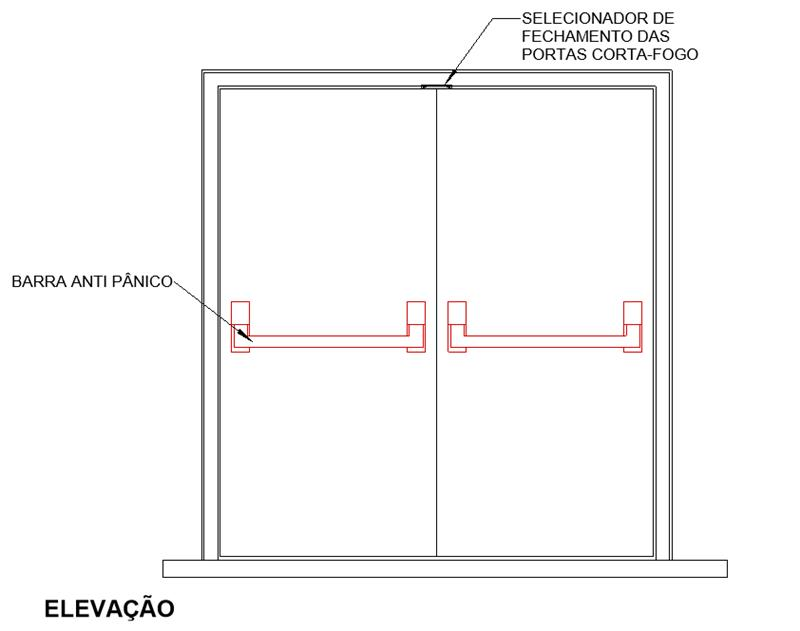 SELECIONADOR DE
FECHAMENTO DAS
PORTAS CORTA-FOGO
BARRA ANTI PÂNICO
ELEVAÇÃO